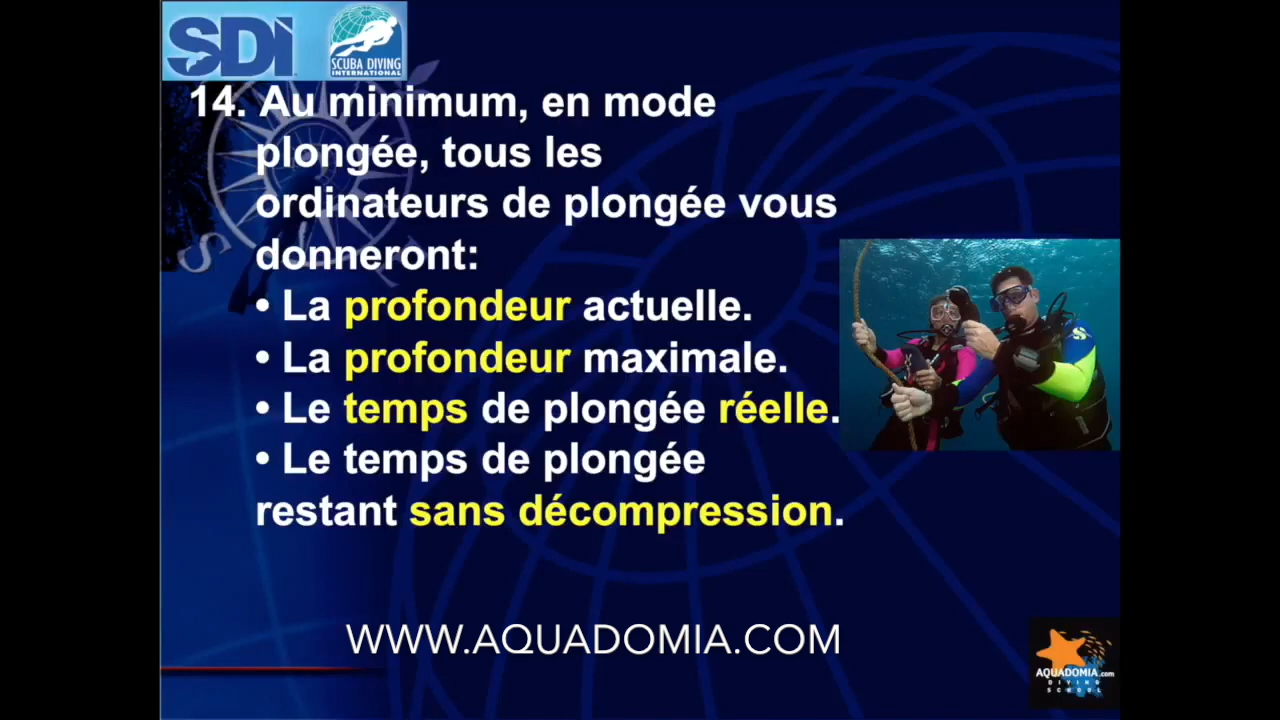 SDI
SCUBA DIVING
INTERNATIONAL
14. Au minimum, en mode
plongée, tous les
ordinateurs de plongée vous
donneront:
• La profondeur actuelle.
• La profondeur maximale.
• Le temps de plongée réelle.
• Le temps de plongée
restant sans décompression.
WWW.AQUADOMIA.COM
AQUADOMIA.com
DIVING
SCHOOL
S